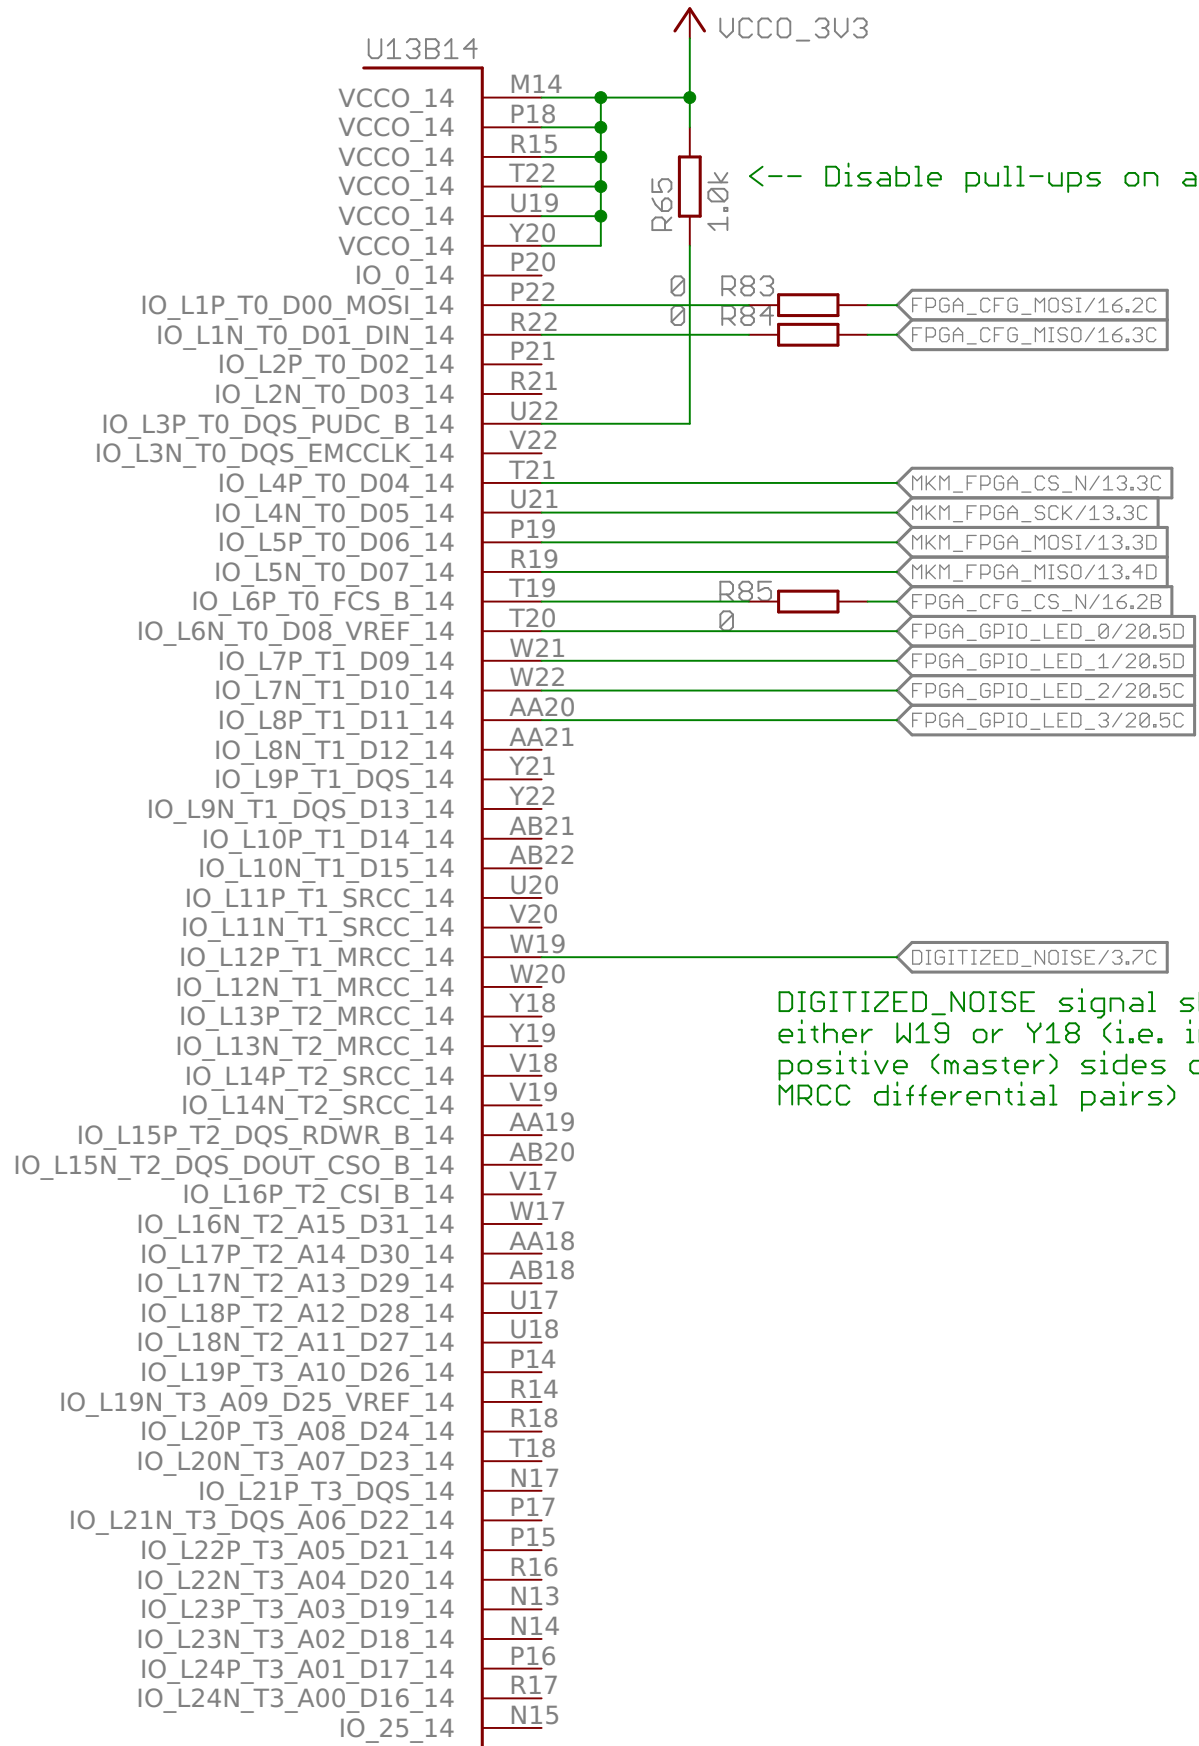 VCCO_3V3
U13B14
VCCO_14 M14
VCCO_14 P18
VCCO_14 R15
VCCO_14 T22
VCCO_14 U19
VCCO_14 Y20
R65
1.0k
<-- Disable pull-ups on a
IO_0_14 P20
IO_L1P_T0_D00_MOSI_14 P22 0 R83 FPGA_CFG_MOSI/16.2C
IO_L1N_T0_D01_DIN_14 R22 0 R84 FPGA_CFG_MISO/16.3C
IO_L2P_T0_D02_14 P21
IO_L2N_T0_D03_14 R21
IO_L3P_T0_DQS_PUDC_B_14 U22
IO_L3N_T0_DQS_EMCCLK_14 V22
IO_L4P_T0_D04_14 T21 MKM_FPGA_CS_N/13.3C
IO_L4N_T0_D05_14 U21 MKM_FPGA_SCK/13.3C
IO_L5P_T0_D06_14 P19 MKM_FPGA_MOSI/13.3D
IO_L5N_T0_D07_14 R19 MKM_FPGA_MISO/13.4D
IO_L6P_T0_FCS_B_14 T19 R85 0 FPGA_CFG_CS_N/16.2B
IO_L6N_T0_D08_VREF_14 T20 FPGA_GPIO_LED_0/20.5D
IO_L7P_T1_D09_14 W21 FPGA_GPIO_LED_1/20.5D
IO_L7N_T1_D10_14 W22 FPGA_GPIO_LED_2/20.5C
IO_L8P_T1_D11_14 AA20 FPGA_GPIO_LED_3/20.5C
IO_L8N_T1_D12_14 AA21
IO_L9P_T1_DQS_14 Y21
IO_L9N_T1_DQS_D13_14 Y22
IO_L10P_T1_D14_14 AB21
IO_L10N_T1_D15_14 AB22
IO_L11P_T1_SRCC_14 U20
IO_L11N_T1_SRCC_14 V20
IO_L12P_T1_MRCC_14 W19 DIGITIZED_NOISE/3.7C
IO_L12N_T1_MRCC_14 W20
IO_L13P_T2_MRCC_14 Y18
IO_L13N_T2_MRCC_14 Y19
IO_L14P_T2_SRCC_14 V18
IO_L14N_T2_SRCC_14 V19
DIGITIZED_NOISE signal
either W19 or Y18 (i.e.
positive (master) sides
MRCC differential pairs)
IO_L15P_T2_DQS_RDWR_B_14 AA19
IO_L15N_T2_DQS_DOUT_CSO_B_14 AB20
IO_L16P_T2_CSI_B_14 V17
IO_L16N_T2_A15_D31_14 W17
IO_L17P_T2_A14_D30_14 AA18
IO_L17N_T2_A13_D29_14 AB18
IO_L18P_T2_A12_D28_14 U17
IO_L18N_T2_A11_D27_14 U18
IO_L19P_T3_A10_D26_14 P14
IO_L19N_T3_A09_D25_VREF_14 R14
IO_L20P_T3_A08_D24_14 R18
IO_L20N_T3_A07_D23_14 T18
IO_L21P_T3_DQS_14 N17
IO_L21N_T3_DQS_A06_D22_14 P17
IO_L22P_T3_A05_D21_14 P15
IO_L22N_T3_A04_D20_14 R16
IO_L23P_T3_A03_D19_14 N13
IO_L23N_T3_A02_D18_14 N14
IO_L24P_T3_A01_D17_14 P16
IO_L24N_T3_A00_D16_14 R17
IO_25_14 N15